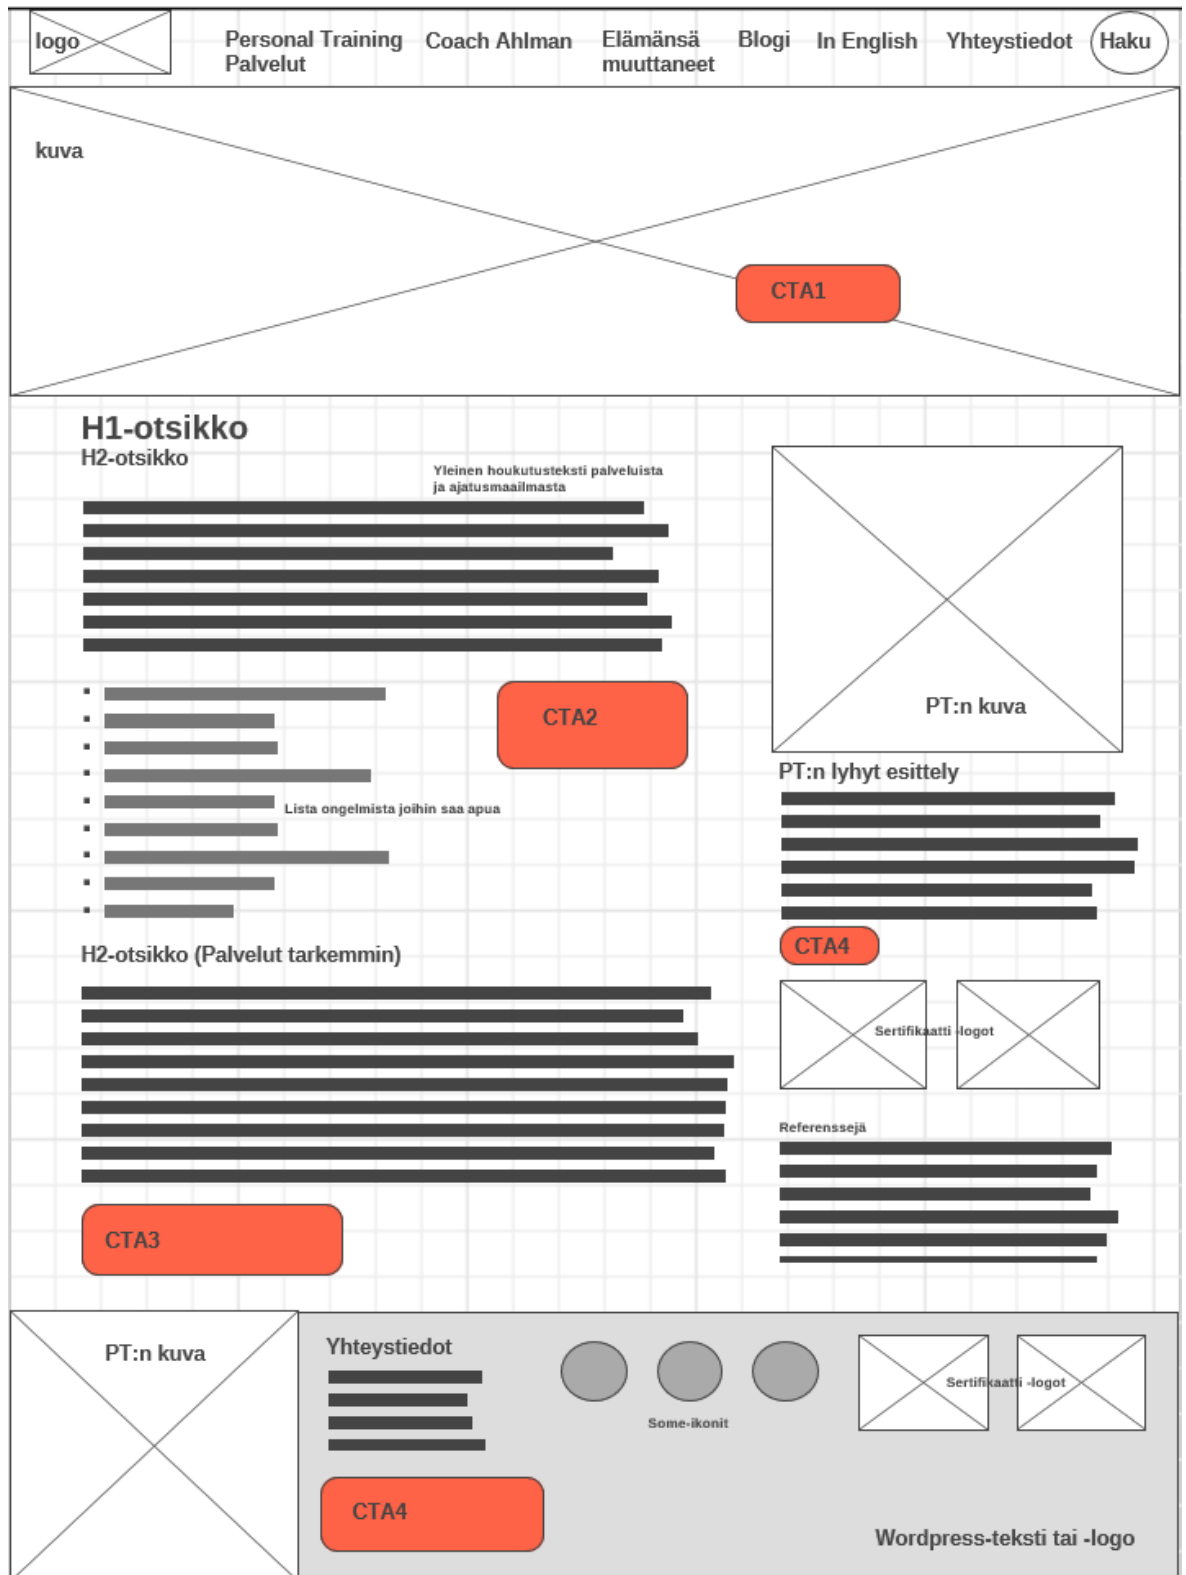 logo
Personal Training
Palvelut
Coach Ahlman
Elämänsä
muuttaneet
Blogi
In English
Yhteystiedot
Haku
kuva
CTA1
H1-otsikko
H2-otsikko
Yleinen houkutusteksti palveluista
ja ajatusmaailmasta
CTA2
Lista ongelmista joihin saa apua
H2-otsikko (Palvelut tarkemmin)
CTA3
PT:n kuva
PT:n lyhyt esittely
CTA4
Sertifikaatti -logot
Referenssejä
PT:n kuva
Yhteystiedot
CTA4
Some-ikonit
Sertifikaatti -logot
Wordpress-teksti tai -logo